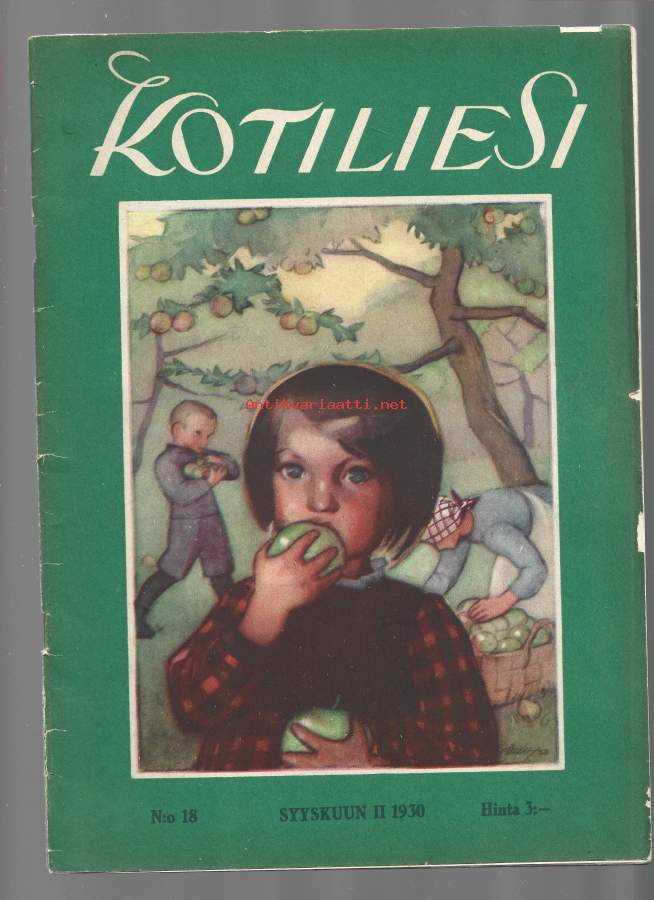 KOTILIESI
Antikvariaatti.net
N:o 18 SYYSKUUN II 1930 Hinta 3:—